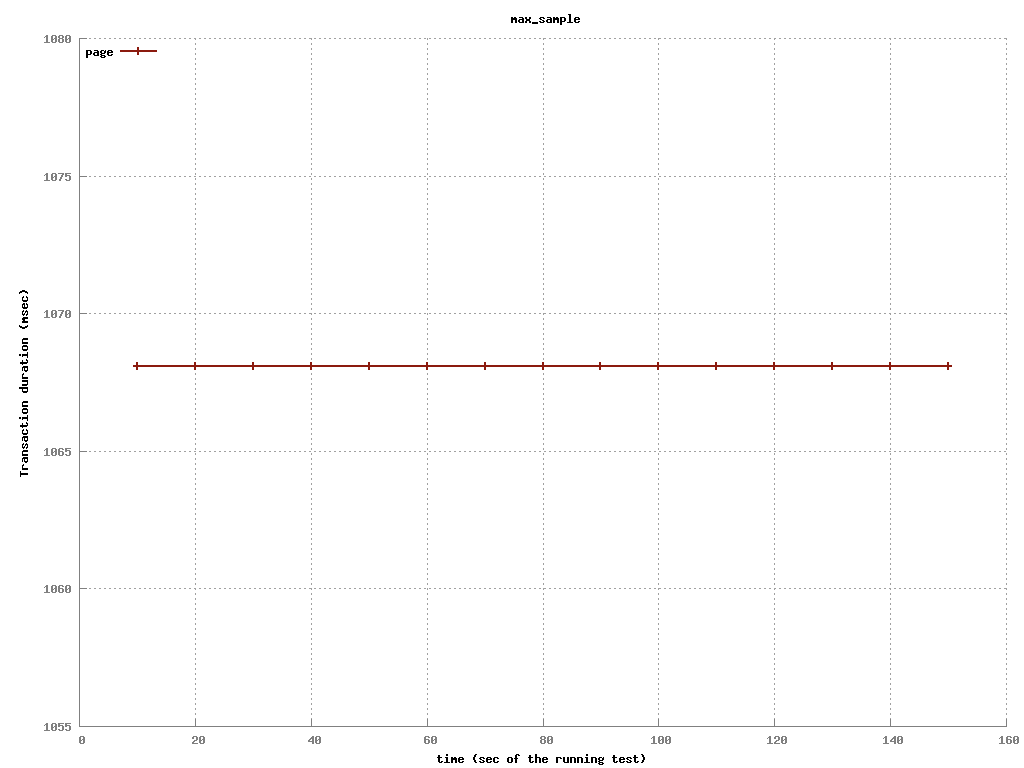 max_sample
1080
page
1075
1070
1065
1060
1055
Transaction duration (msec)
0 20 40 60 80 100 120 140 160
time (sec of the running test)